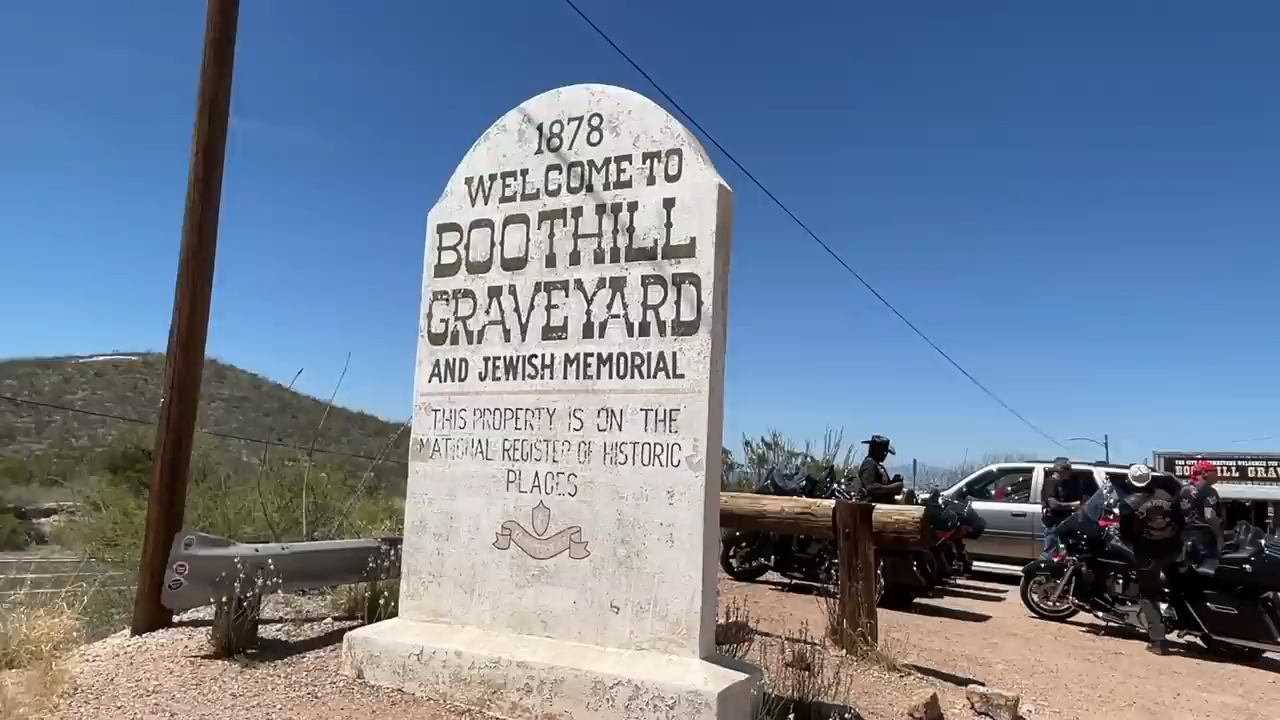 1878
WELCOME TO
BOOTHILL
GRAVEYARD
AND JEWISH MEMORIAL
THIS PROPERTY IS ON THE
NATIONAL REGISTER OF HISTORIC
PLACES